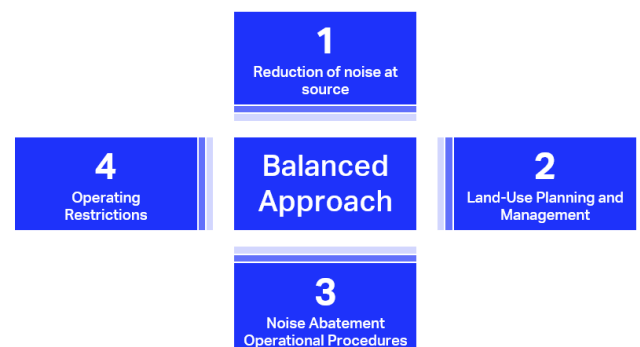 1
Reduction of noise at
source
4
Operating
Restrictions
Balanced
Approach
2
Land-Use Planning and
Management
3
Noise Abatement
Operational Procedures